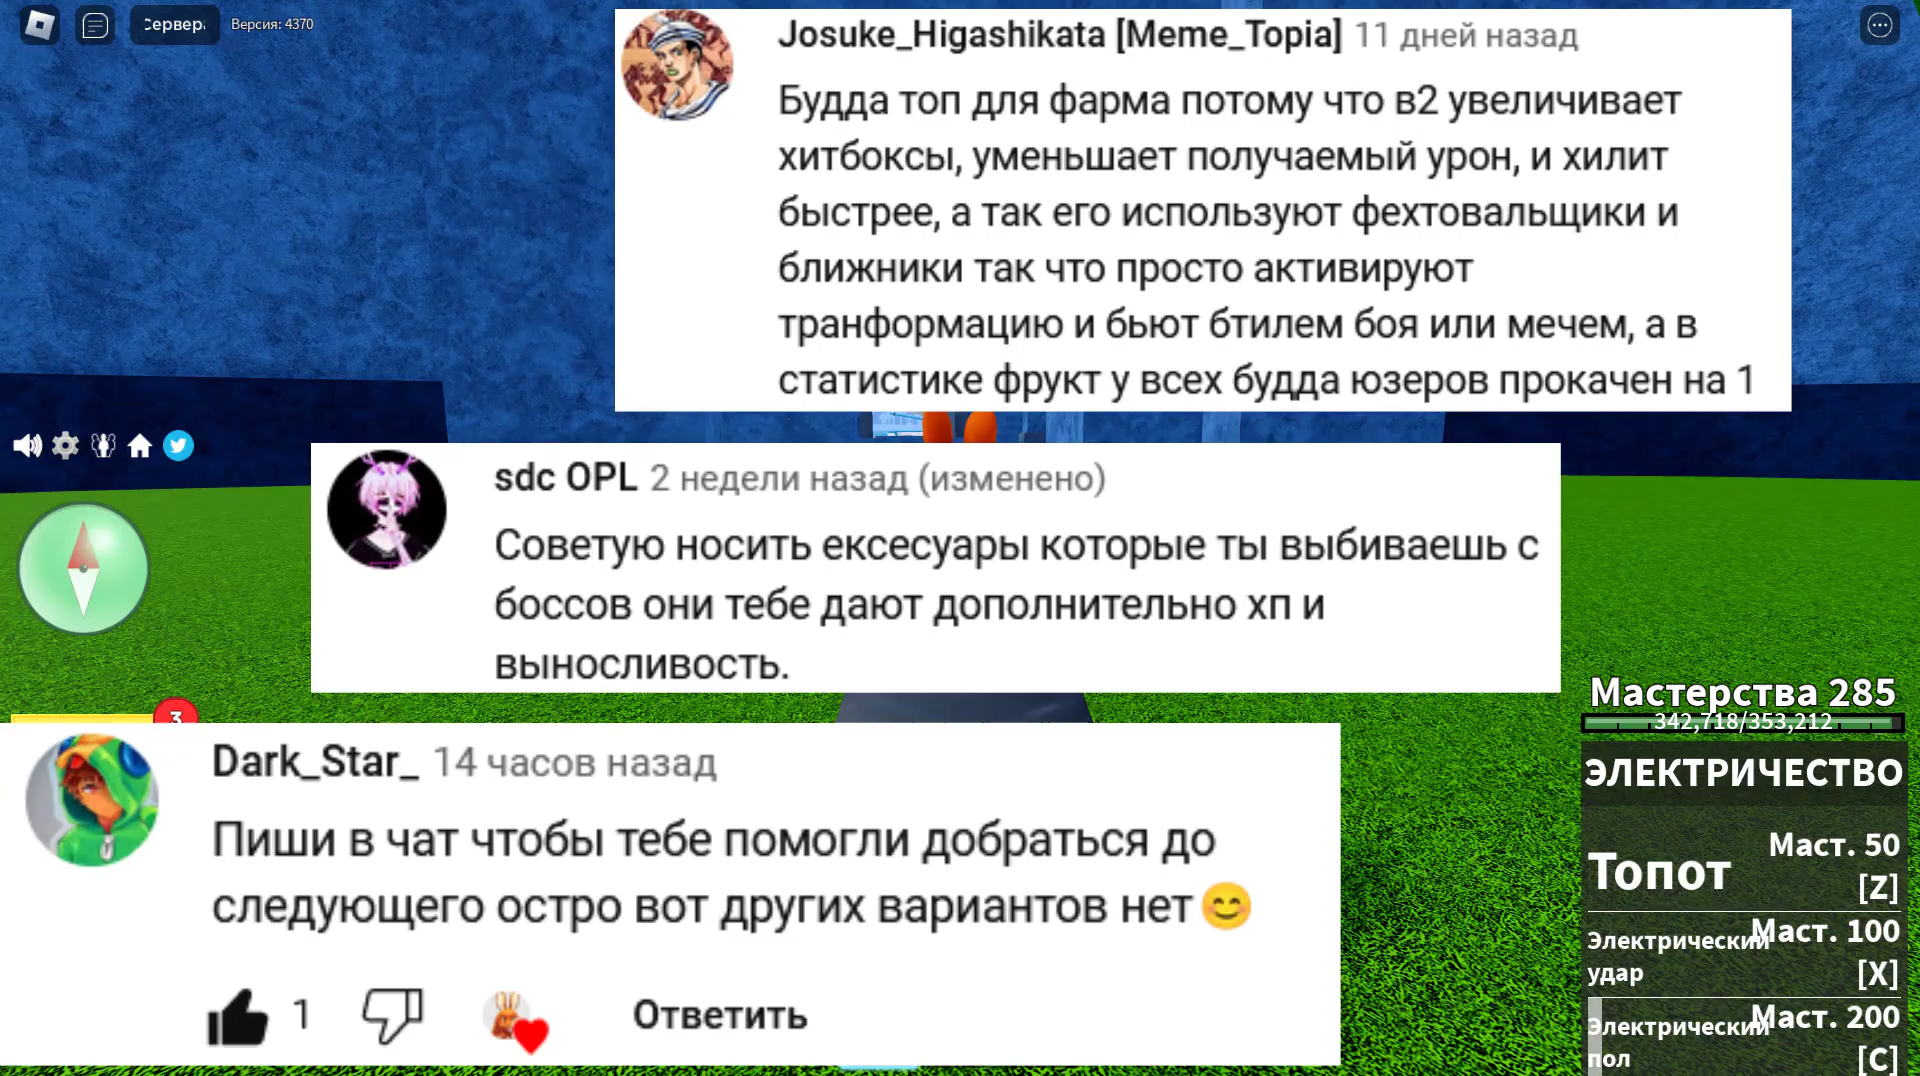 Версия: 4370
Josuke_Higashikata [Meme_Topia] 11 дней назад
Будда топ для фарма потому что в2 увеличивает
хитбоксы, уменьшает получаемый урон, и хилит
быстрее, а так его используют фехтовальщики и
ближники так что просто активируют
транформацию и бьют бтилем боя или мечем, а в
статистике фрукт у всех будда юзеров прокачен на 1
sdc OPL 2 недели назад (изменено)
Советую носить ексесуары которые ты выбиваешь с
боссов они тебе дают дополнительно хп и
выносливость.
3
Dark_Star_ 14 часов назад
Пиши в чат чтобы тебе помогли добраться до
следующего остро вот других вариантов нет😊
1 Ответить
Мастерства 285
342,718/353,212
ЭЛЕКТРИЧЕСТВО
Топот Маст. 50
[Z]
Электрический Маст. 100
удар [X]
Электрический Маст. 200
пол [C]